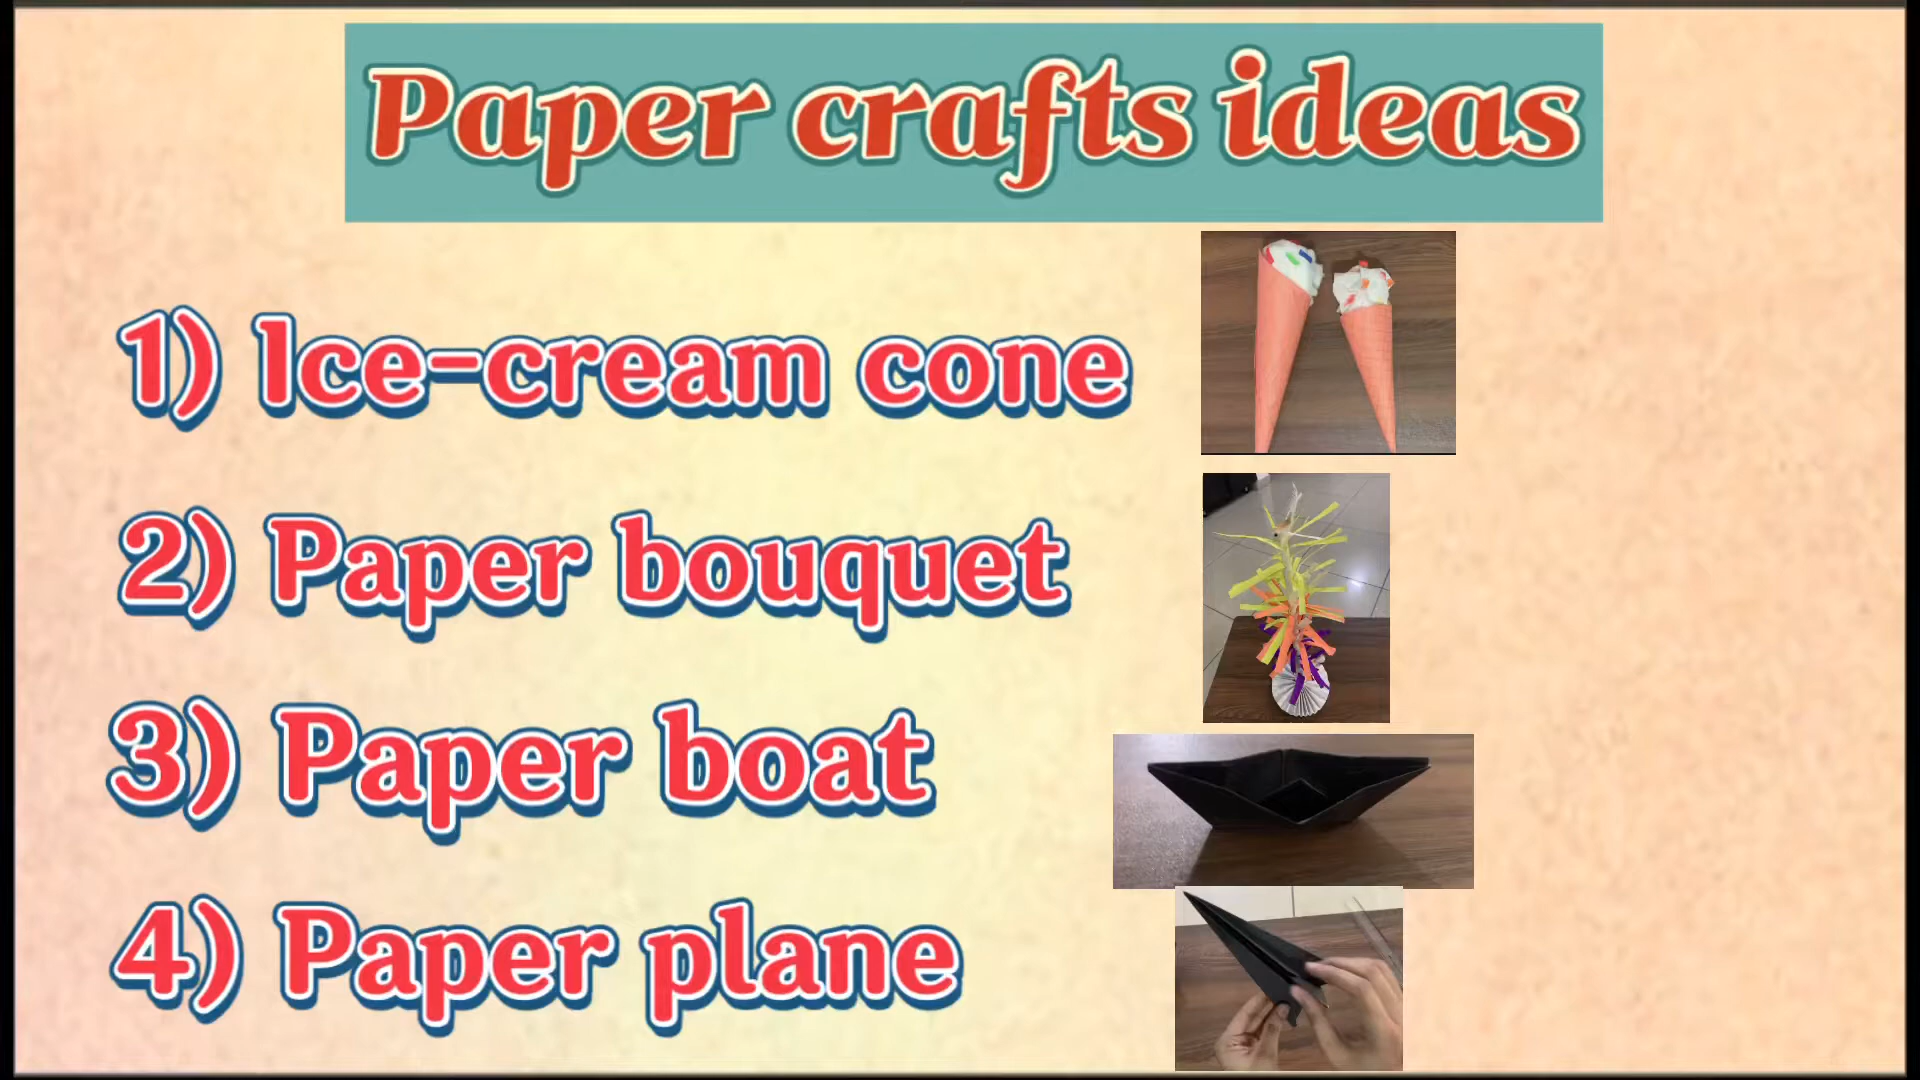 Paper crafts ideas
1) Ice-cream cone
2) Paper bouquet
3) Paper boat
4) Paper plane